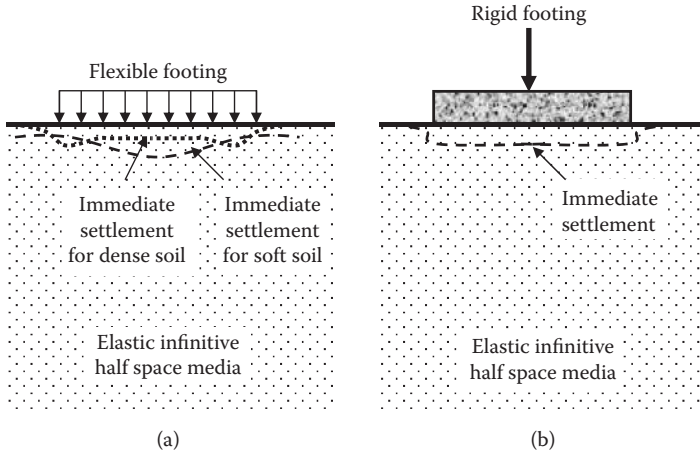 Flexible footing
Immediate
settlement
for dense soil
Immediate
settlement
for soft soil
Elastic infinitive
half space media
(a)
Rigid footing
Immediate
settlement
Elastic infinitive
half space media
(b)